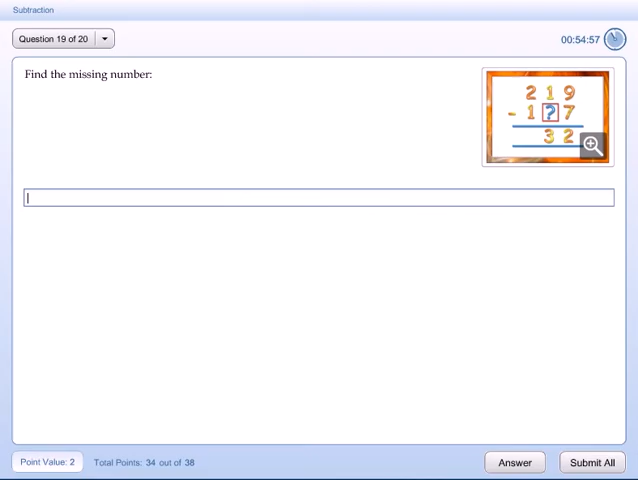 Subtraction
Question 19 of 20
00:54:57
Find the missing number:
2 1 9
- 1 ? 7
3 2
Point Value: 2
Total Points: 34 out of 38
Answer
Submit All